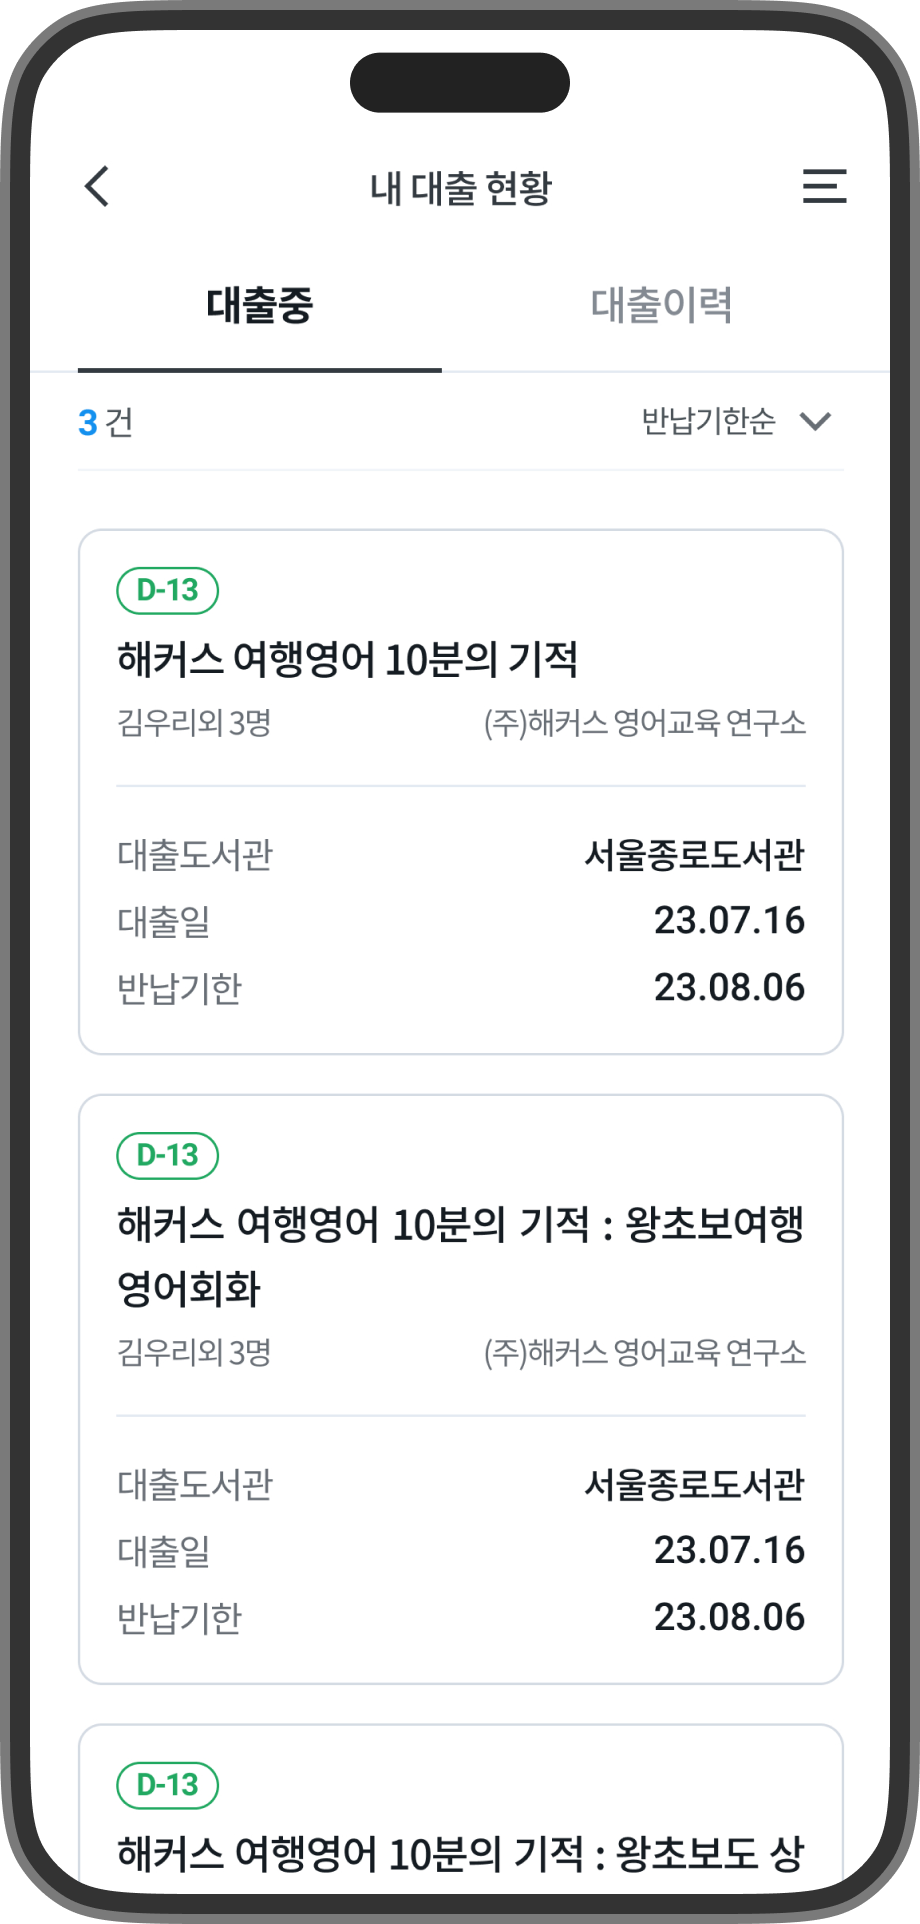 내 대출 현황
대출중 대출이력
3 건 반납기한순
D-13
해커스 여행영어 10분의 기적
김우리외 3명 (주)해커스 영어교육 연구소
대출도서관 서울종로도서관
대출일 23.07.16
반납기한 23.08.06
D-13
해커스 여행영어 10분의 기적 : 왕초보여행
영어회화
김우리외 3명 (주)해커스 영어교육 연구소
대출도서관 서울종로도서관
대출일 23.07.16
반납기한 23.08.06
D-13
해커스 여행영어 10분의 기적 : 왕초보도 상